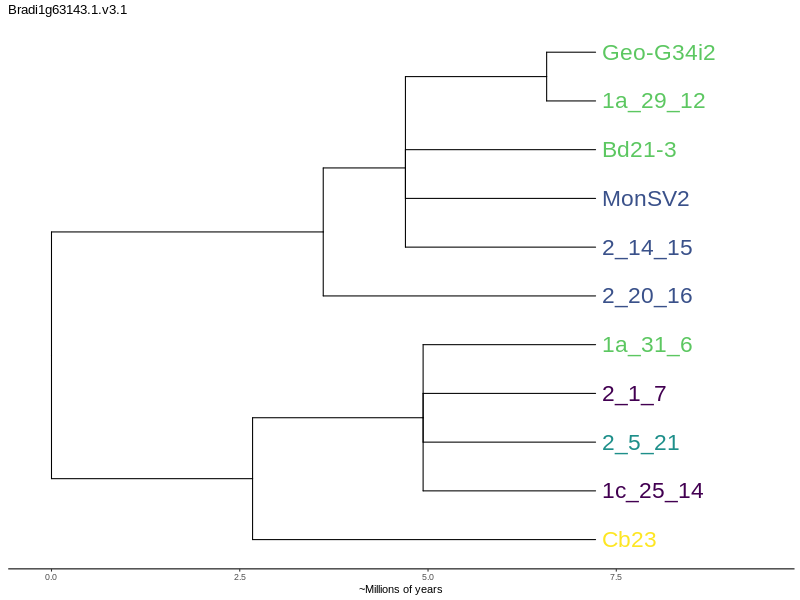 Bradi1g63143.1.v3.1
Geo-G34i2
1a_29_12
Bd21-3
MonSV2
2_14_15
2_20_16
1a_31_6
2_1_7
2_5_21
1c_25_14
Cb23
0.0 2.5 5.0 7.5
~Millions of years